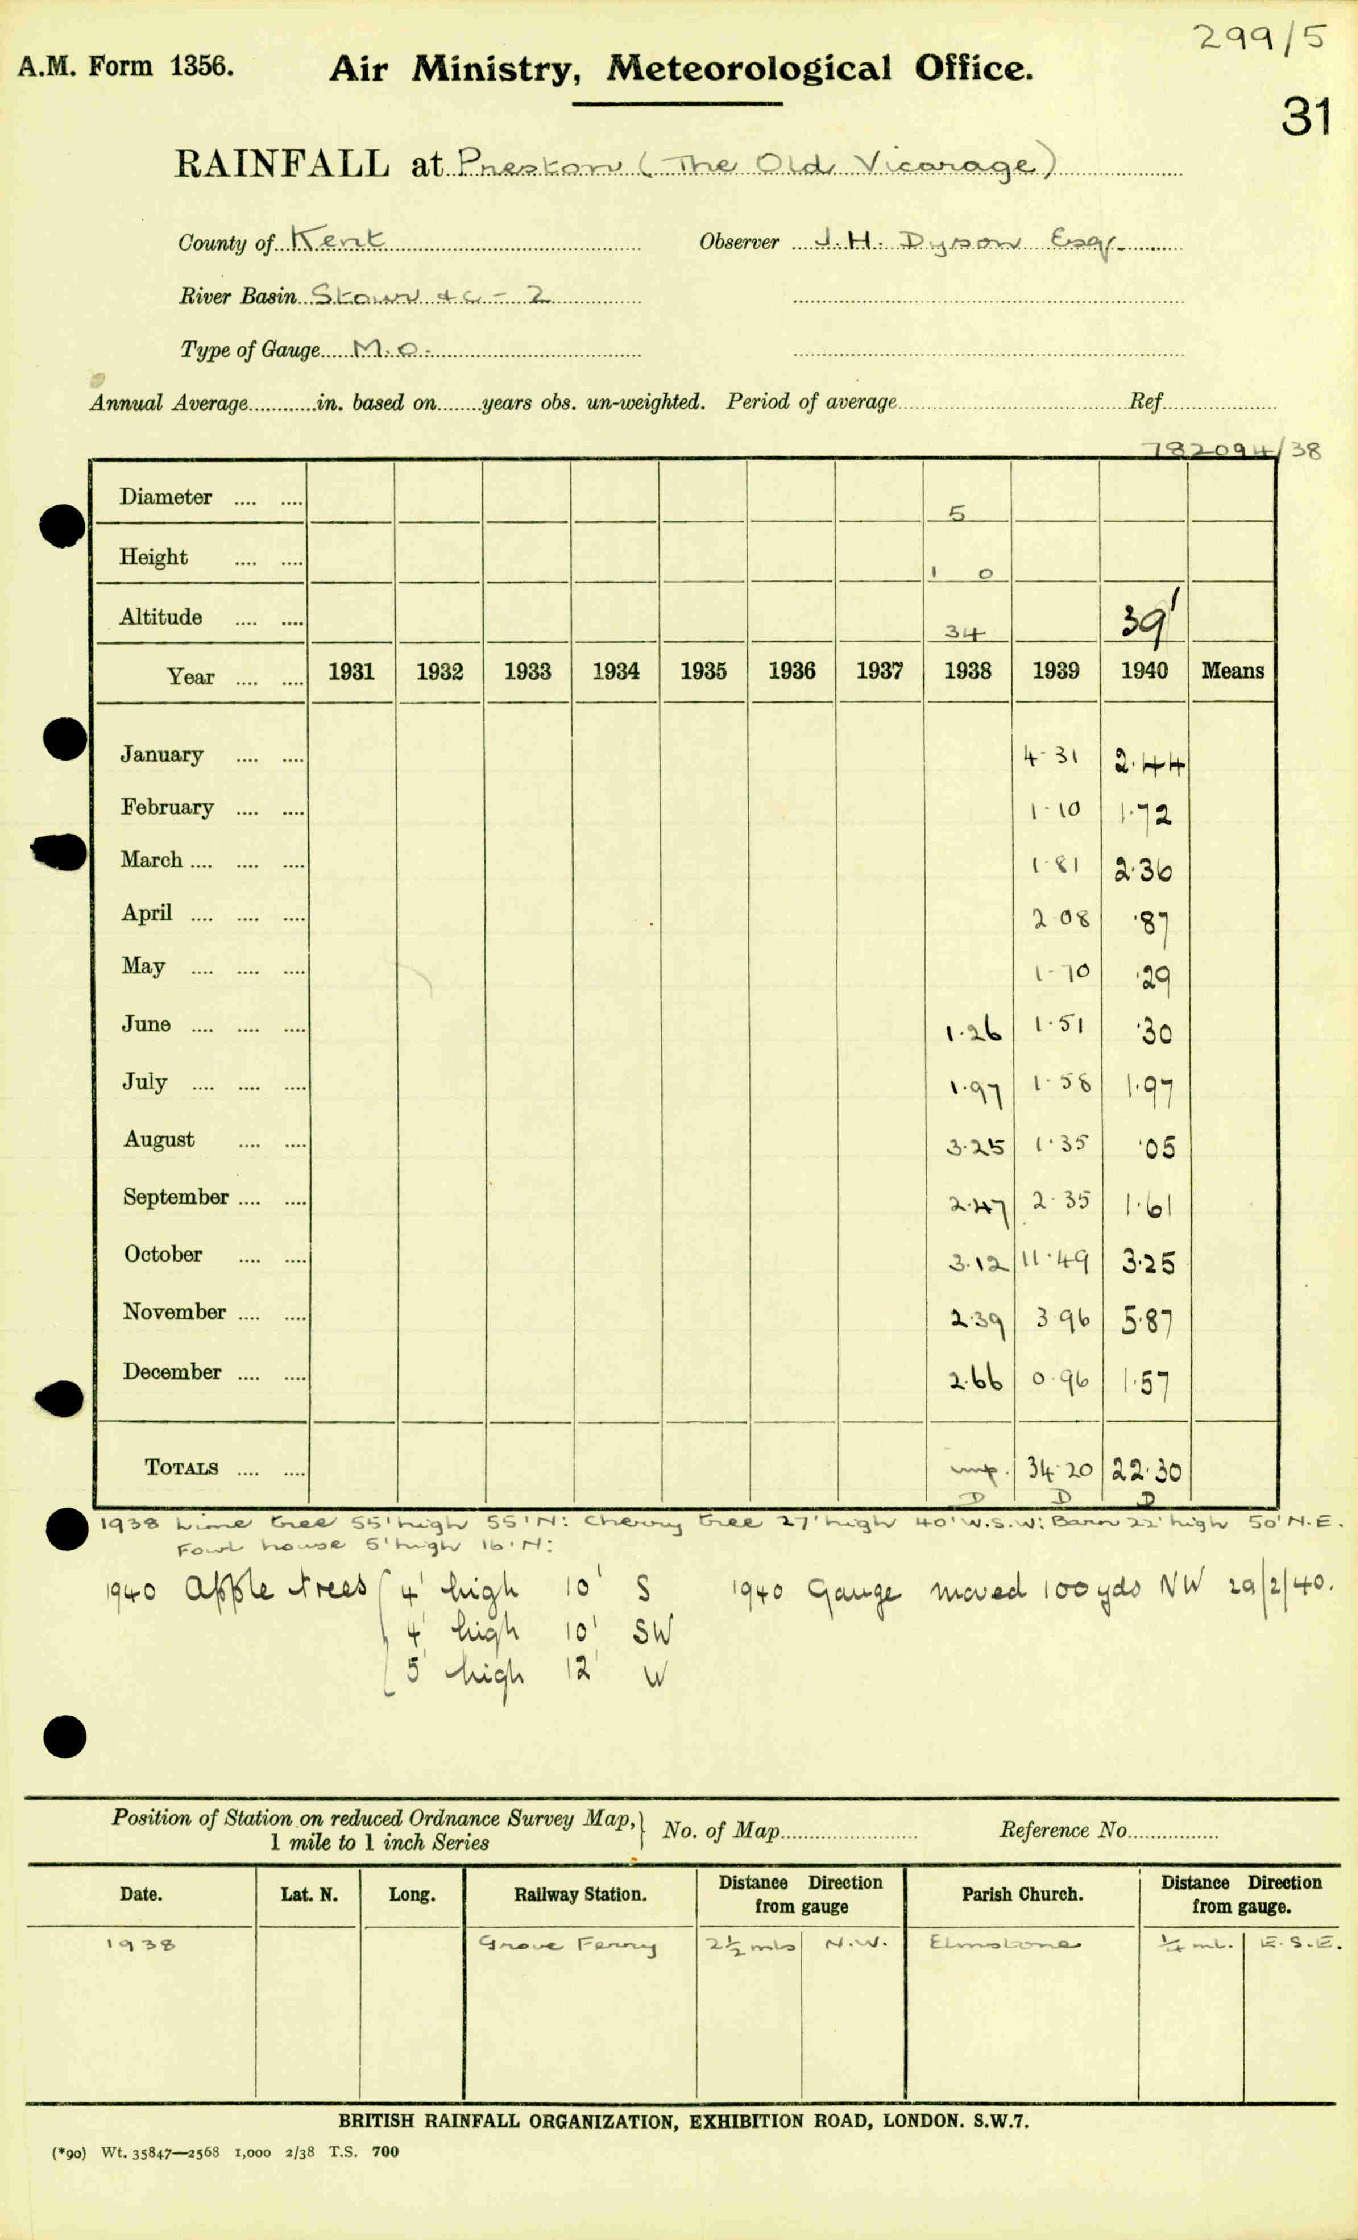 299/5
A.M. Form 1356. Air Ministry, Meteorological Office.
31
RAINFALL at Preston (The Old Vicarage)
County of Kent Observer J.H. Dyson Esqr.
River Basin Stour &c - 2
Type of Gauge M.O.
Annual Average............in. based on........years obs. un-weighted. Period of average........ Ref........
782094/38
Diameter .... .... 5
Height .... .... 1 0
Altitude .... .... 34 39'
Year .... .... 1931 1932 1933 1934 1935 1936 1937 1938 1939 1940 Means
January .... .... 4.31 2.44
February .... .... 1.10 1.72
March .... .... .... 1.81 2.36
April .... .... .... 2.08 .87
May .... .... .... 1.70 .29
June .... .... .... 1.26 1.51 .30
July .... .... .... 1.97 1.58 1.97
August .... .... 3.25 1.35 .05
September .... .... 2.47 2.35 1.61
October .... .... 3.12 11.49 3.25
November .... .... 2.39 3.96 5.87
December .... .... 2.66 0.96 1.57
TOTALS .... .... imp. 34.20 22.30
D D D
1938 Lime tree 55' high 55' N: Cherry tree 27' high 40' W.S.W: Barn 22' high 50' N.E.
Fowl house 5' high 16' N:
1940 Apple trees { 4' high 10' S 1940 Gauge moved 100 yds NW 29/2/40.
4' high 10' SW
5' high 12' W
Position of Station on reduced Ordnance Survey Map, } No. of Map........ Reference No........
1 mile to 1 inch Series
Date. Lat. N. Long. Railway Station. Distance Direction from gauge Parish Church. Distance Direction from gauge.
1938 Grove Ferry 2½ mls N.W. Elmstone ¼ ml. E.S.E.
BRITISH RAINFALL ORGANIZATION, EXHIBITION ROAD, LONDON. S.W.7.
(*90) Wt. 35847—2568 1,000 2/38 T.S. 700